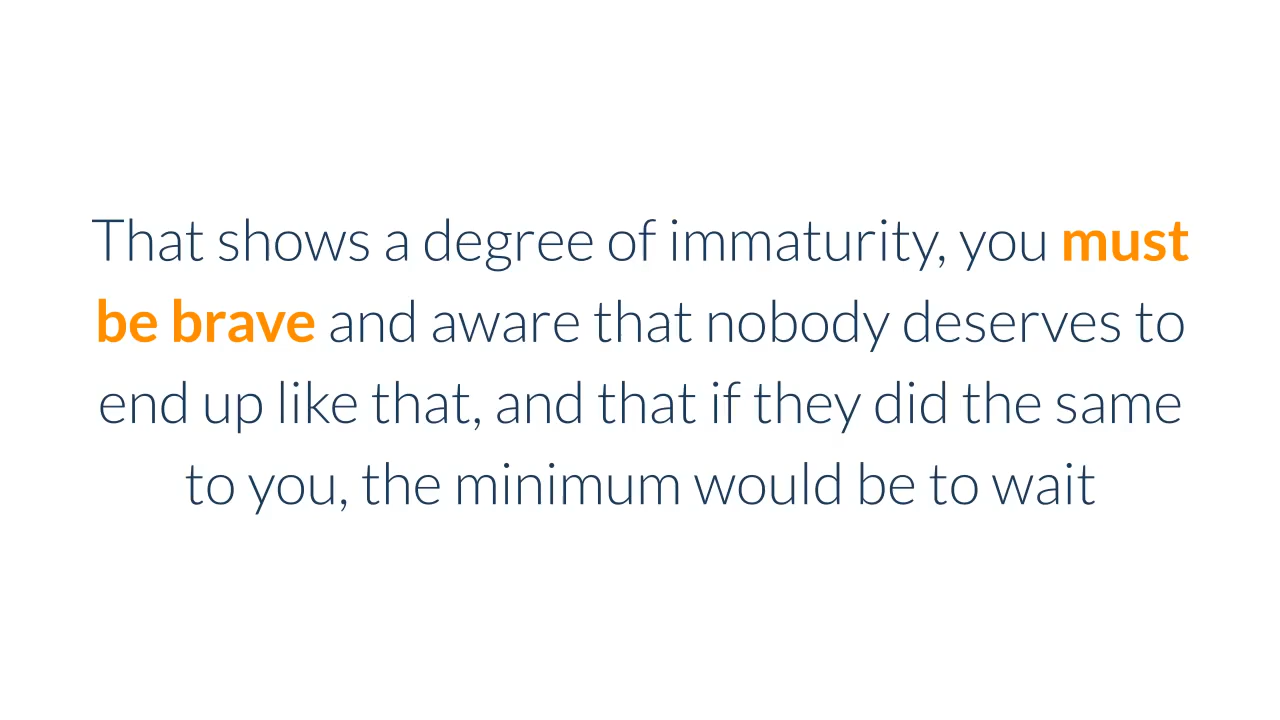 That shows a degree of immaturity, you must
be brave and aware that nobody deserves to
end up like that, and that if they did the same
to you, the minimum would be to wait